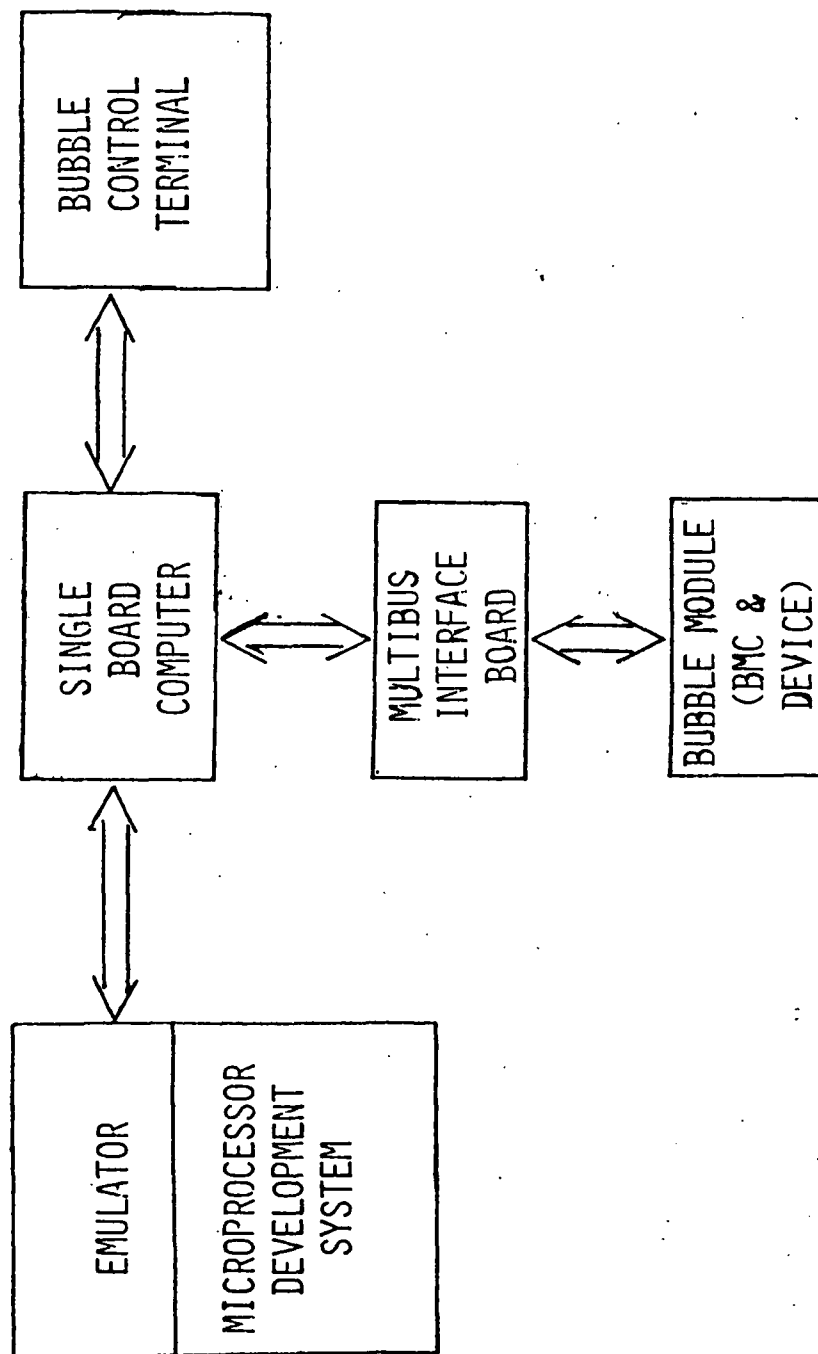 EMULATOR
MICROPROCESSOR
DEVELOPMENT
SYSTEM
SINGLE
BOARD
COMPUTER
BUBBLE
CONTROL
TERMINAL
MULTIBUS
INTERFACE
BOARD
BUBBLE MODULE
(BMC &
DEVICE)